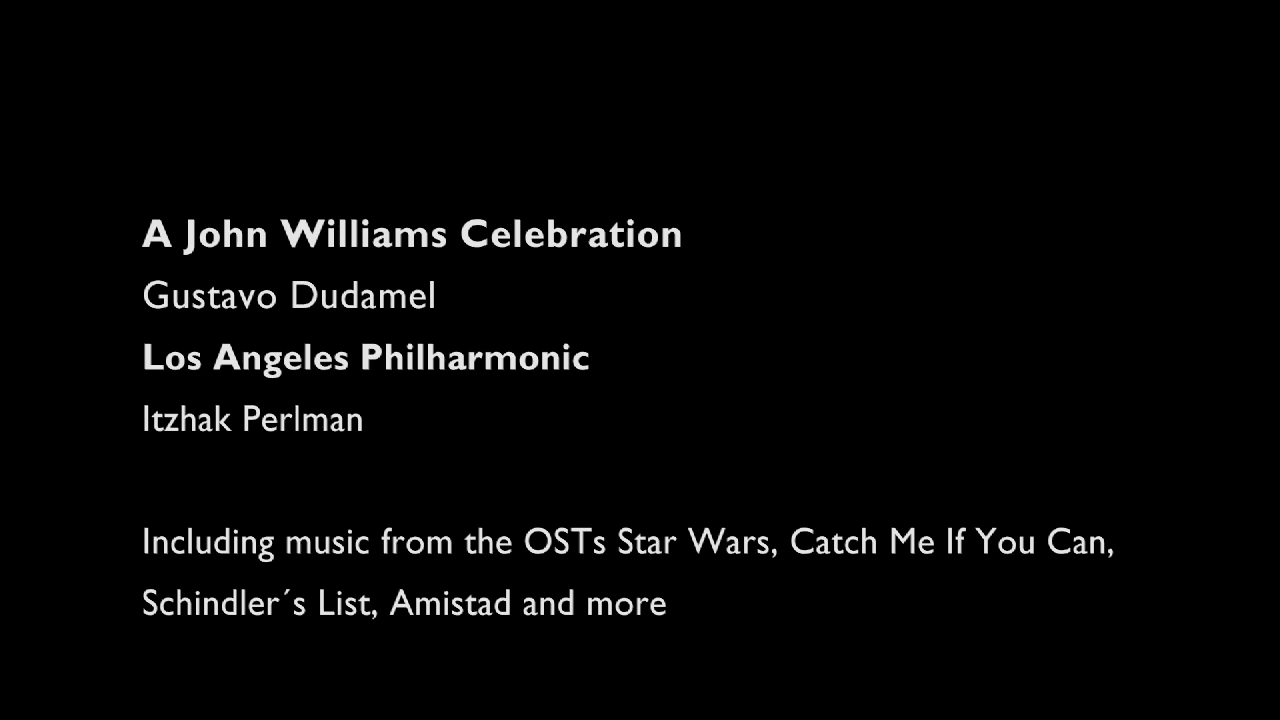 A John Williams Celebration
Gustavo Dudamel
Los Angeles Philharmonic
Itzhak Perlman
Including music from the OSTs Star Wars, Catch Me If You Can,
Schindler´s List, Amistad and more